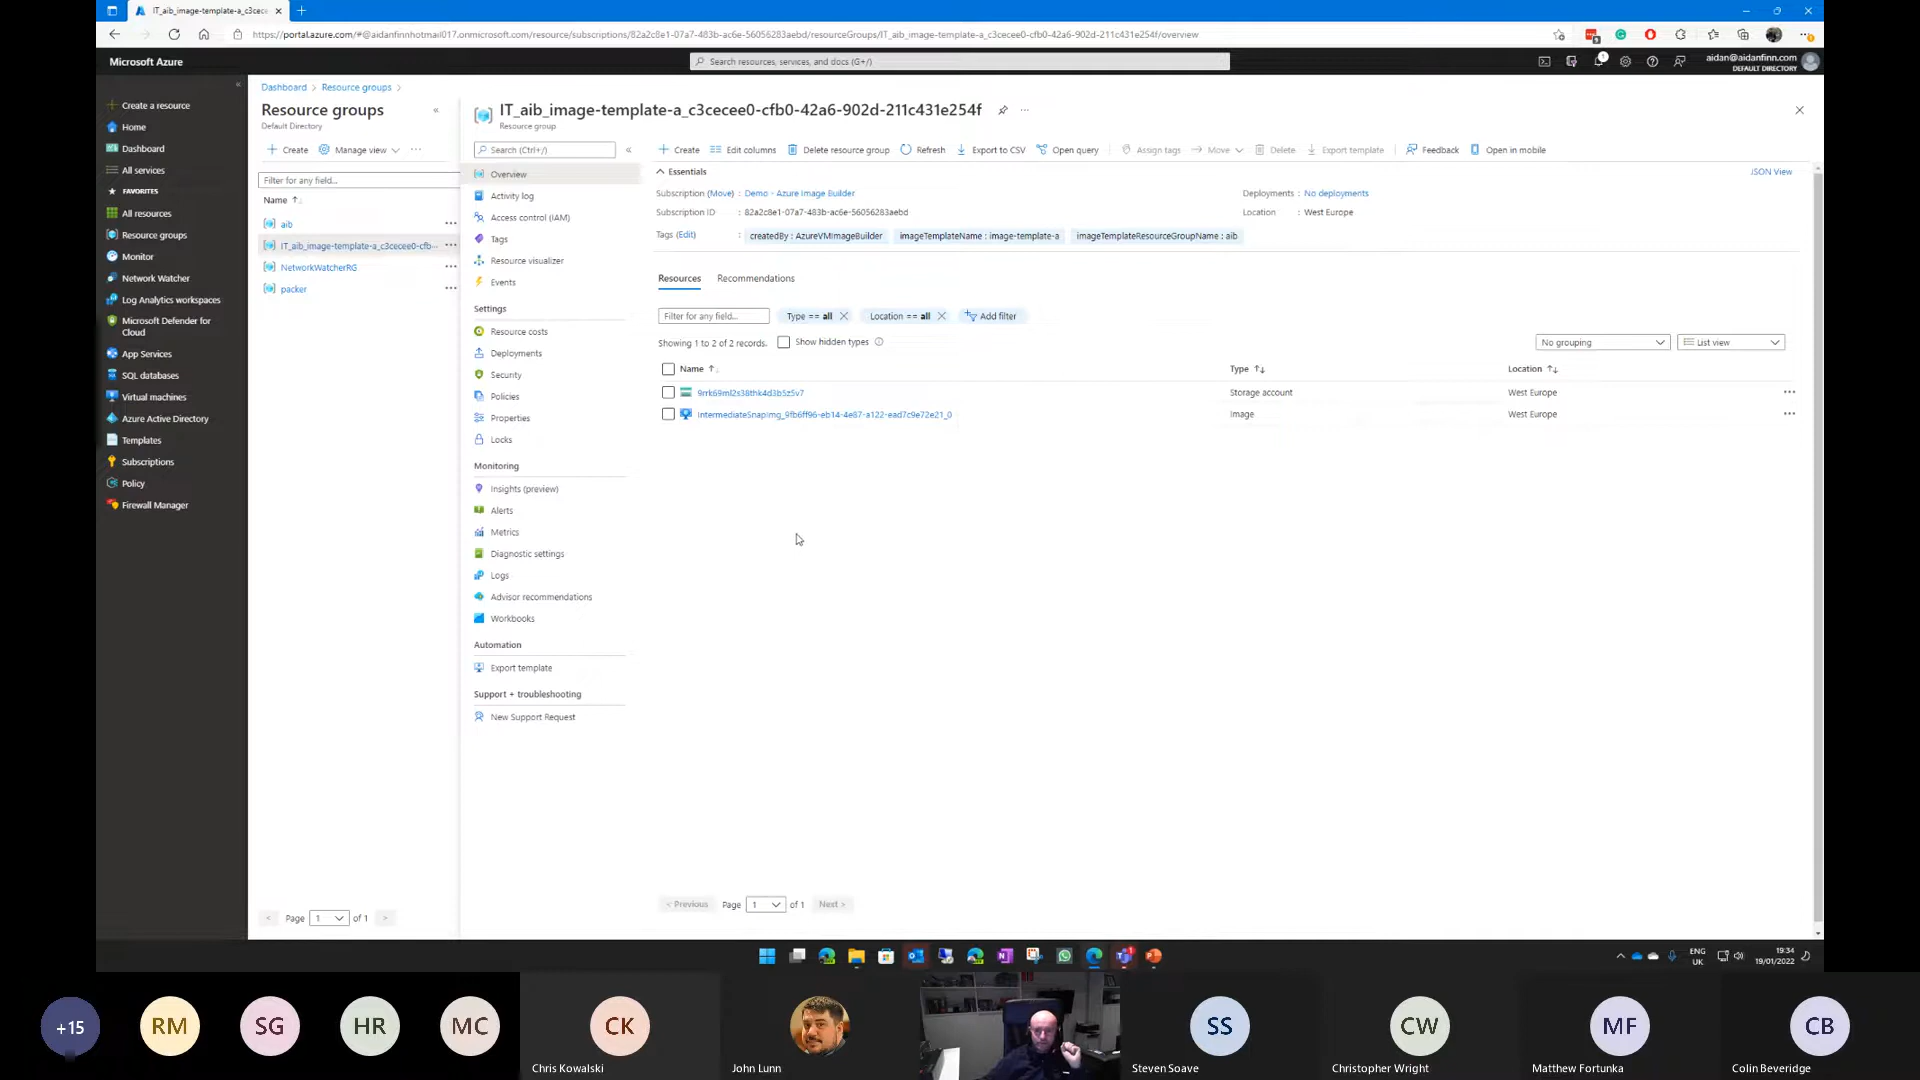 IT_aib_image-template-a_c3cece
https://portal.azure.com/#@aidanfinnhotmail017.onmicrosoft.com/resource/subscriptions/82a2c8e1-07a7-483b-ac6e-56056283aebd/resourceGroups/IT_aib_image-template-a_c3cecee0-cfb0-42a6-902d-211c431e254f/overview
Microsoft Azure
Search resources, services, and docs (G+/)
aidan@aidanfinn.com
DEFAULT DIRECTORY
Create a resource
Home
Dashboard
All services
FAVORITES
All resources
Resource groups
Monitor
Network Watcher
Log Analytics workspaces
Microsoft Defender for
Cloud
App Services
SQL databases
Virtual machines
Azure Active Directory
Templates
Subscriptions
Policy
Firewall Manager
Dashboard > Resource groups >
Resource groups
Default Directory
Create
Manage view
Filter for any field...
Name
aib
IT_aib_image-template-a_c3cecee0-cfb...
NetworkWatcherRG
packer
< Page 1 of 1 >
IT_aib_image-template-a_c3cecee0-cfb0-42a6-902d-211c431e254f
Resource group
Search (Ctrl+/)
Overview
Activity log
Access control (IAM)
Tags
Resource visualizer
Events
Settings
Resource costs
Deployments
Security
Policies
Properties
Locks
Monitoring
Insights (preview)
Alerts
Metrics
Diagnostic settings
Logs
Advisor recommendations
Workbooks
Automation
Export template
Support + troubleshooting
New Support Request
Create Edit columns Delete resource group Refresh Export to CSV Open query Assign tags Move Delete Export template Feedback Open in mobile
Essentials
JSON View
Subscription (Move) : Demo - Azure Image Builder
Deployments : No deployments
Subscription ID : 82a2c8e1-07a7-483b-ac6e-56056283aebd
Location : West Europe
Tags (Edit) : createdBy : AzureVMImageBuilder imageTemplateName : image-template-a imageTemplateResourceGroupName : aib
Resources Recommendations
Filter for any field... Type == all Location == all Add filter
Showing 1 to 2 of 2 records. Show hidden types
No grouping List view
Name Type Location
9rrk69ml2s38thk4d3b5z5v7 Storage account West Europe
IntermediateSnapImg_9fb6ff96-eb14-4e87-a122-ead7c9e72e21_0 Image West Europe
< Previous Page 1 of 1 Next >
ENG
UK
19:34
19/01/2022
+15
RM
SG
HR
MC
CK
Chris Kowalski
John Lunn
SS
Steven Soave
CW
Christopher Wright
MF
Matthew Fortunka
CB
Colin Beveridge